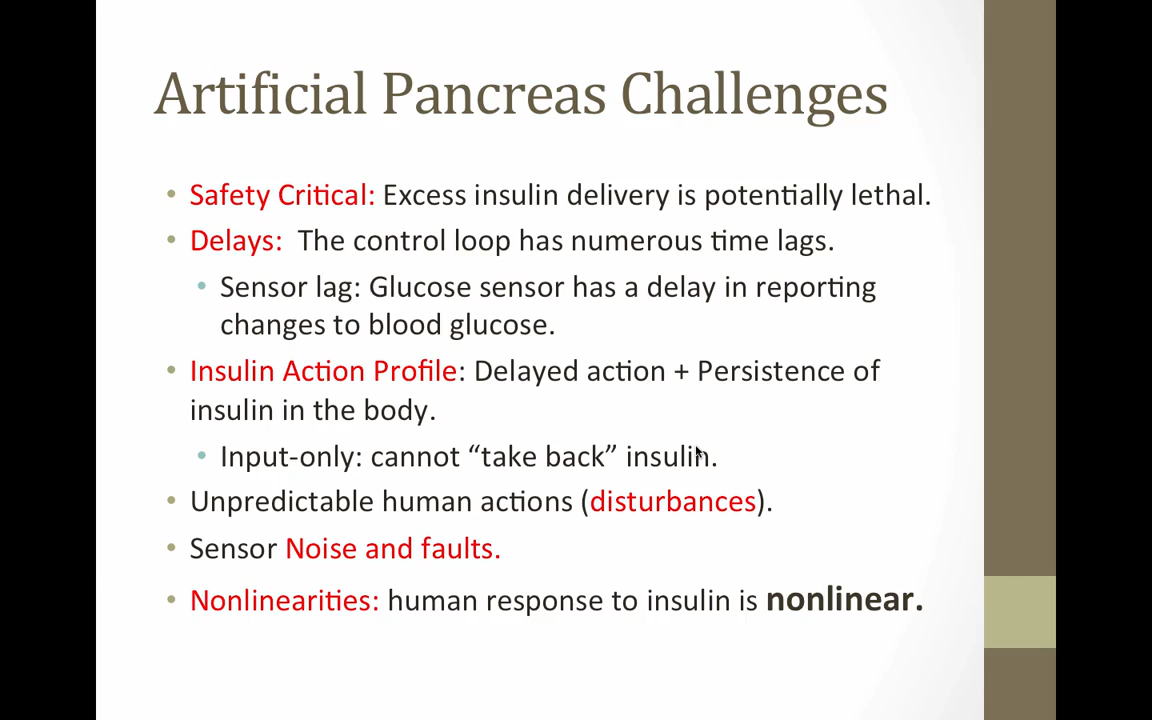 Artificial Pancreas Challenges
• Safety Critical: Excess insulin delivery is potentially lethal.
• Delays:  The control loop has numerous time lags.
• Sensor lag: Glucose sensor has a delay in reporting
changes to blood glucose.
• Insulin Action Profile: Delayed action + Persistence of
insulin in the body.
• Input-only: cannot “take back” insulin.
• Unpredictable human actions (disturbances).
• Sensor Noise and faults.
• Nonlinearities: human response to insulin is nonlinear.